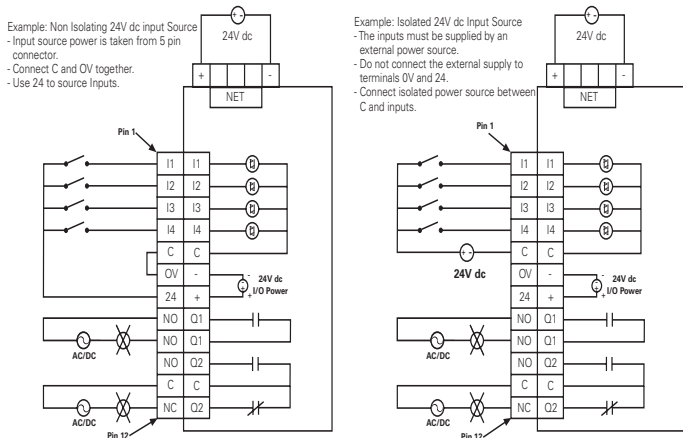 Example: Non Isolating 24V dc input Source
- Input source power is taken from 5 pin
connector.
- Connect C and OV together.
- Use 24 to source Inputs.
+ -
24V dc
+ -
NET
Pin 1
I1 I1
I2 I2
I3 I3
I4 I4
C C
OV -
24 +
- 24V dc
+ I/O Power
NO Q1
NO Q1
NO Q2
C C
NC Q2
AC/DC
AC/DC
Pin 12
Example: Isolated 24V dc Input Source
- The inputs must be supplied by an
external power source.
- Do not connect the external supply to
terminals 0V and 24.
- Connect isolated power source between
C and inputs.
+ -
24V dc
+ -
NET
Pin 1
I1 I1
I2 I2
I3 I3
I4 I4
+ -
C C
24V dc
OV -
24 +
- 24V dc
+ I/O Power
NO Q1
NO Q1
NO Q2
C C
NC Q2
AC/DC
AC/DC
Pin 12